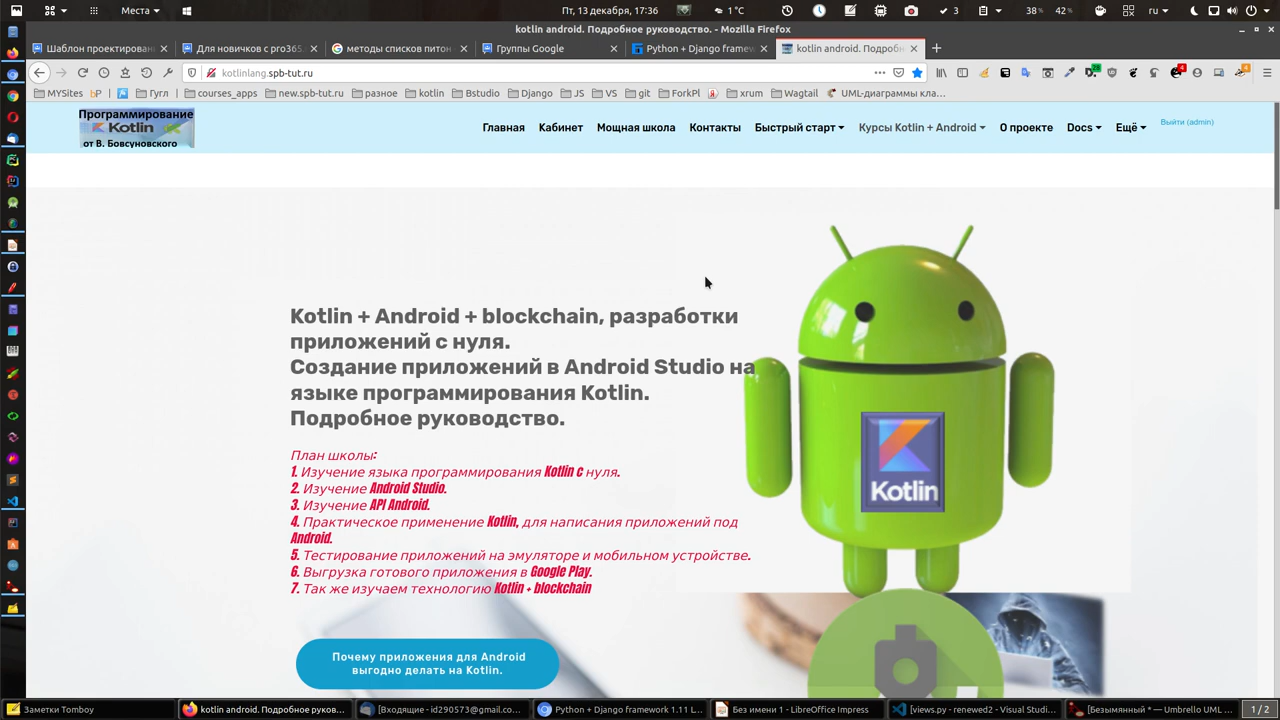 Места
Пт, 13 декабря, 17:36
1°C
3
38%
42%
ru
kotlin android. Подробное руководство. - Mozilla Firefox
Шаблон проектирован
Для новичков с pro365.
методы списков питон
Группы Google
Python + Django framew
kotlin android. Подробн
kotlinlang.spb-tut.ru
MYSites
Гугл
courses_apps
new.spb-tut.ru
разное
kotlin
Bstudio
Django
JS
VS
git
ForkPl
xrum
Wagtail
UML-диаграммы кла…
Программирование
Kotlin
от В. Бовсуновского
Главная
Кабинет
Мощная школа
Контакты
Быстрый старт
Курсы Kotlin + Android
О проекте
Docs
Ещё
Выйти (admin)
Kotlin + Android + blockchain, разработки
приложений с нуля.
Создание приложений в Android Studio на
языке программирования Kotlin.
Подробное руководство.
План школы:
1. Изучение языка программирования Kotlin с нуля.
2. Изучение Android Studio.
3. Изучение API Android.
4. Практическое применение Kotlin, для написания приложений под
Android.
5. Тестирование приложений на эмуляторе и мобильном устройстве.
6. Выгрузка готового приложения в Google Play.
7. Так же изучаем технологию Kotlin + blockchain
Kotlin
Почему приложения для Android
выгодно делать на Kotlin.
Заметки Tomboy
kotlin android. Подробное руков…
[Входящие - id290573@gmail.co…
Python + Django framework 1.11 L…
Без имени 1 - LibreOffice Impress
[views.py - renewed2 - Visual Studi…
[Безымянный * — Umbrello UML …
1/2